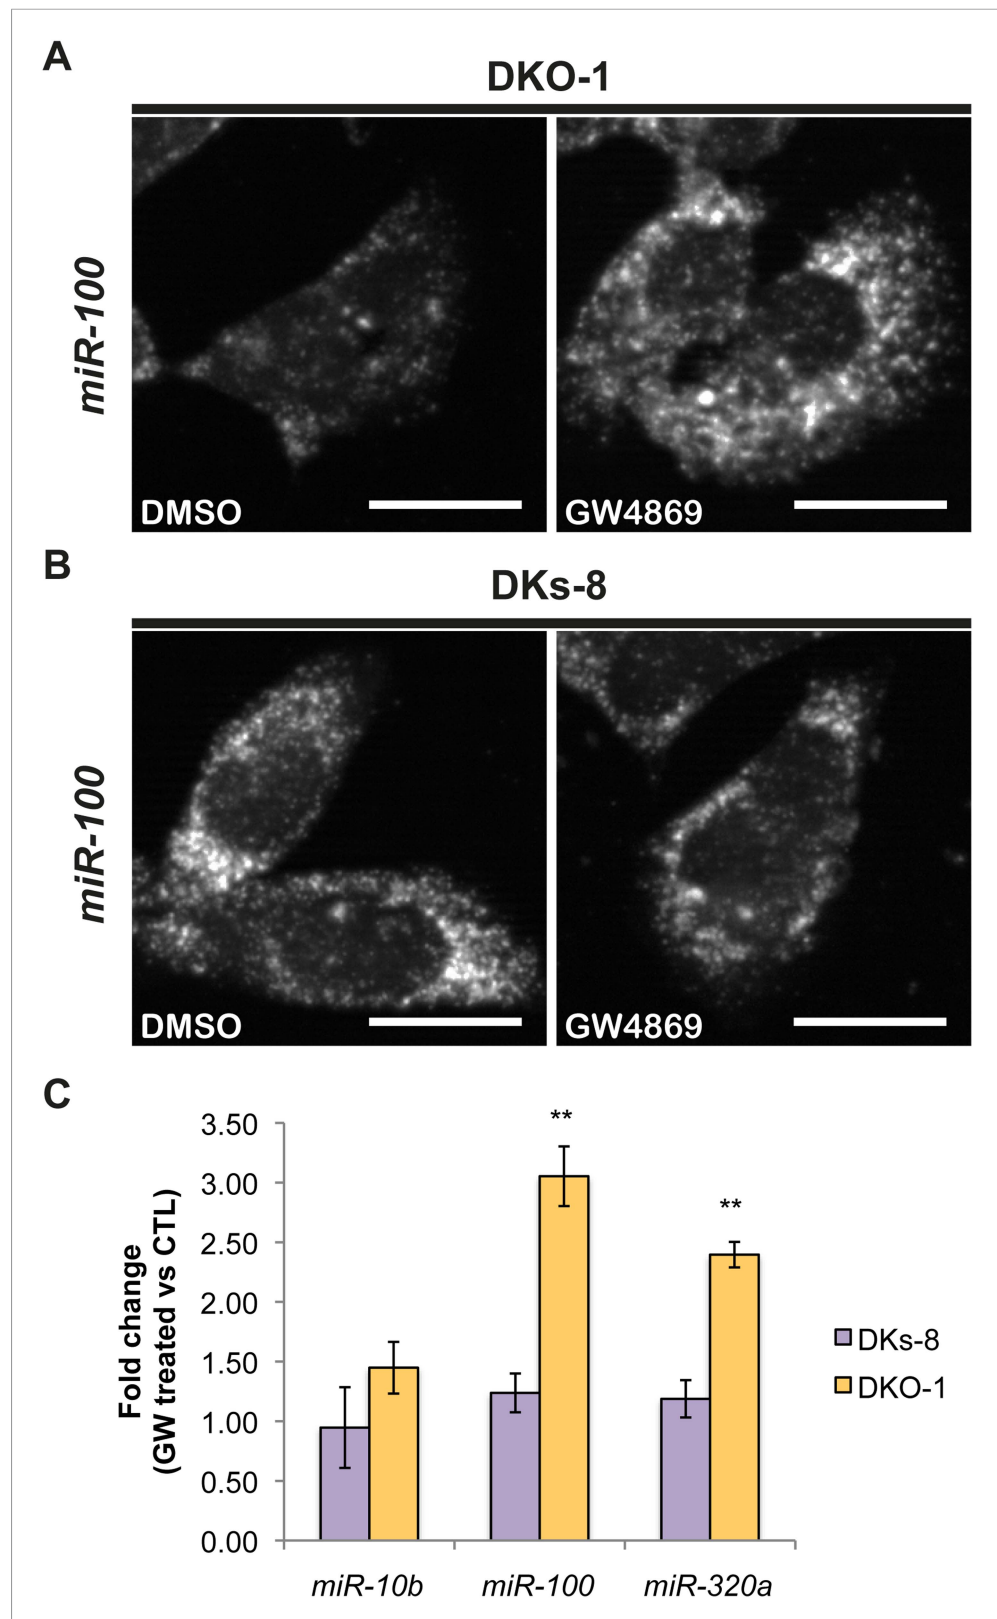 A
DKO-1
miR-100
DMSO
GW4869
B
DKs-8
miR-100
DMSO
GW4869
C
Fold change
(GW treated vs CTL)
3.50
3.00
2.50
2.00
1.50
1.00
0.50
0.00
**
**
DKs-8
DKO-1
miR-10b
miR-100
miR-320a